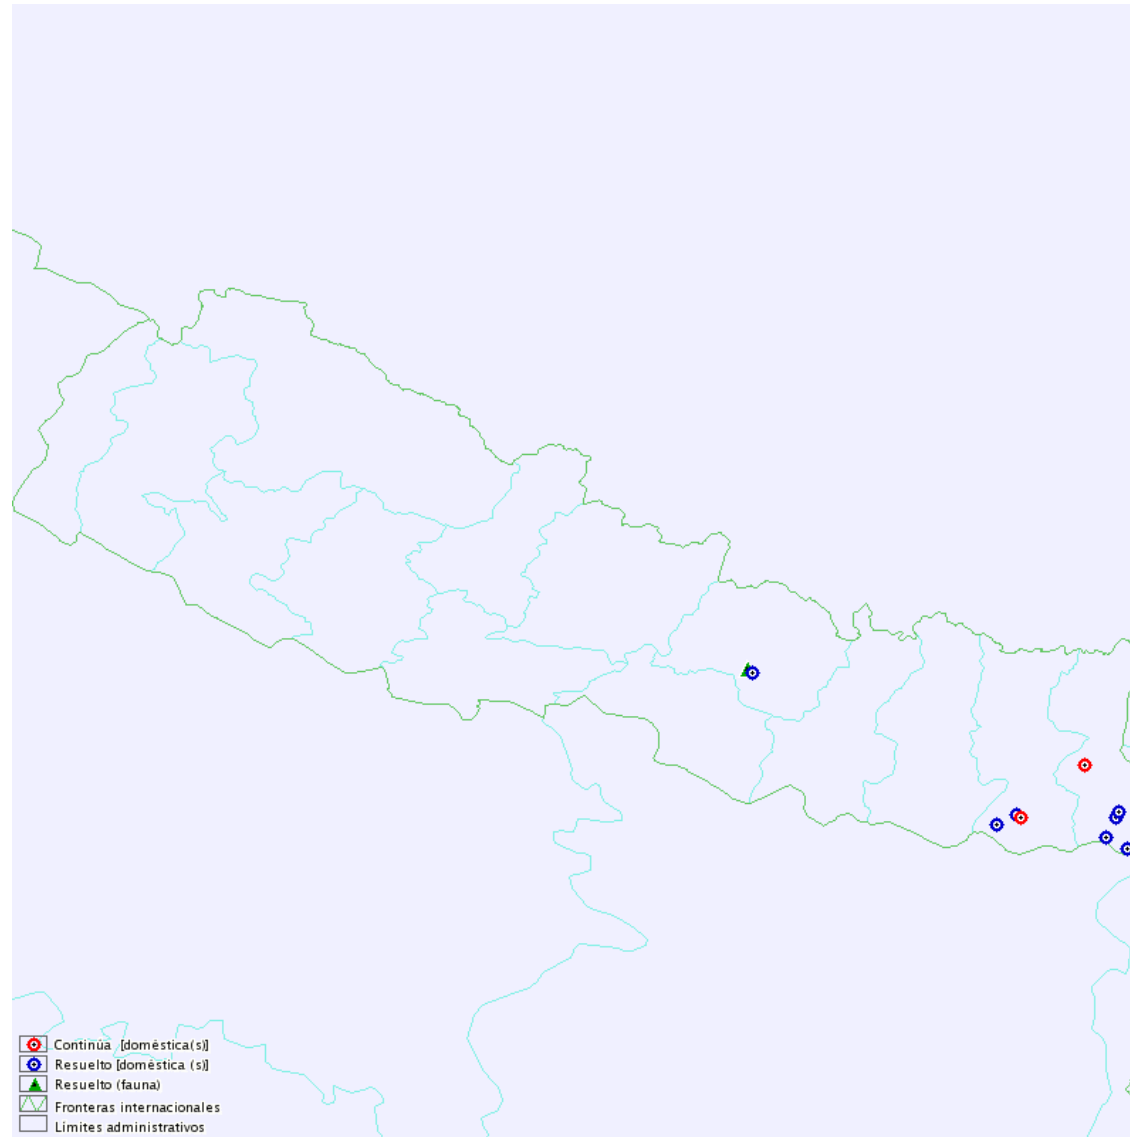 Continúa [doméstica(s)]
Resuelto [doméstica (s)]
Resuelto (fauna)
Fronteras internacionales
Límites administrativos